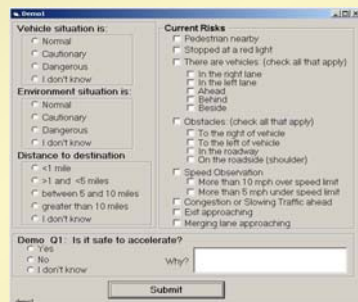 Demo1
Vehicle situation is:
Normal
Cautionary
Dangerous
I don't know
Environment situation is:
Normal
Cautionary
Dangerous
I don't know
Distance to destination
<1 mile
>1 and <5 miles
between 5 and 10 miles
greater than 10 miles
I don't know
Current Risks
Pedestrian nearby
Stopped at a red light
There are vehicles: (check all that apply)
In the right lane
In the left lane
Ahead
Behind
Beside
Obstacles: (check all that apply)
To the right of vehicle
To the left of vehicle
In the roadway
On the roadside (shoulder)
Speed Observation
More than 10 mph over speed limit
More than 5 mph under speed limit
Congestion or Slowing Traffic ahead
Exit approaching
Merging lane approaching
Demo Q1: Is it safe to accelerate?
Yes
No
I don't know
Why?
Submit